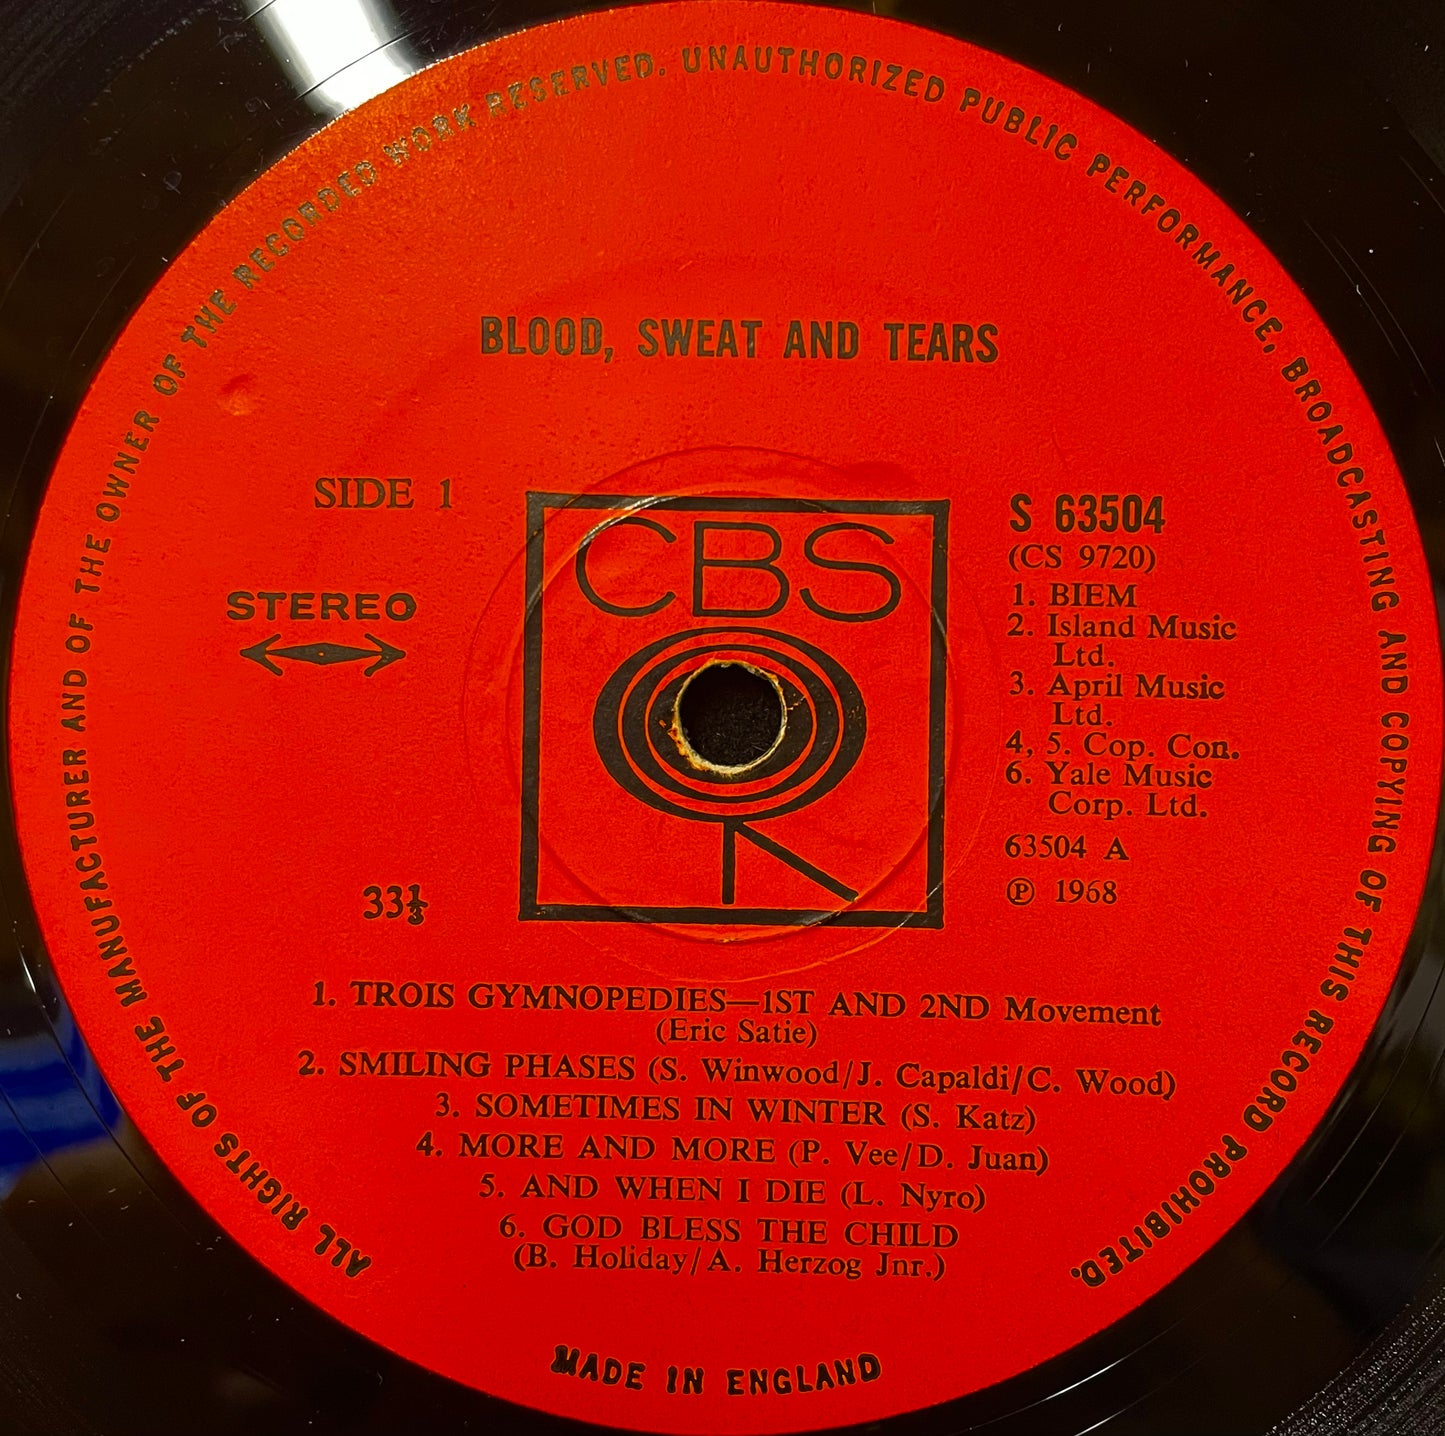 ALL RIGHTS OF THE MANUFACTURER AND OF THE OWNER OF THE RECORDED WORK RESERVED. UNAUTHORIZED PUBLIC PERFORMANCE, BROADCASTING AND COPYING OF THIS RECORD PROHIBITED.
BLOOD, SWEAT AND TEARS
SIDE 1
STEREO
33⅓
CBS
S 63504
(CS 9720)
1. BIEM
2. Island Music
Ltd.
3. April Music
Ltd.
4, 5. Cop. Con.
6. Yale Music
Corp. Ltd.
63504 A
℗ 1968
1. TROIS GYMNOPEDIES—1ST AND 2ND Movement
(Eric Satie)
2. SMILING PHASES (S. Winwood/J. Capaldi/C. Wood)
3. SOMETIMES IN WINTER (S. Katz)
4. MORE AND MORE (P. Vee/D. Juan)
5. AND WHEN I DIE (L. Nyro)
6. GOD BLESS THE CHILD
(B. Holiday/A. Herzog Jnr.)
MADE IN ENGLAND